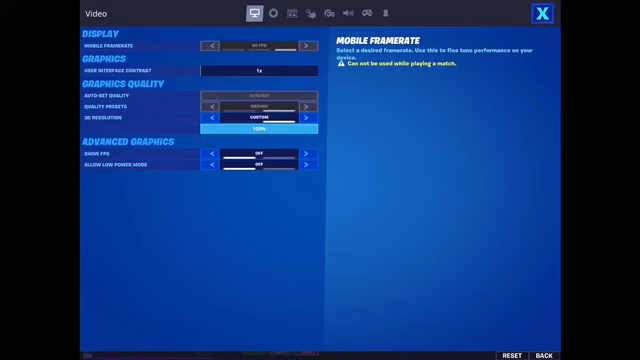 Video
X
DISPLAY
MOBILE FRAMERATE
60 FPS
GRAPHICS
USER INTERFACE CONTRAST
1x
GRAPHICS QUALITY
AUTO-SET QUALITY
AUTO-SET
QUALITY PRESETS
MEDIUM
3D RESOLUTION
CUSTOM
100%
ADVANCED GRAPHICS
SHOW FPS
OFF
ALLOW LOW POWER MODE
OFF
MOBILE FRAMERATE
Select a desired framerate. Use this to fine tune performance on your
device.
Can not be used while playing a match.
RESET
BACK